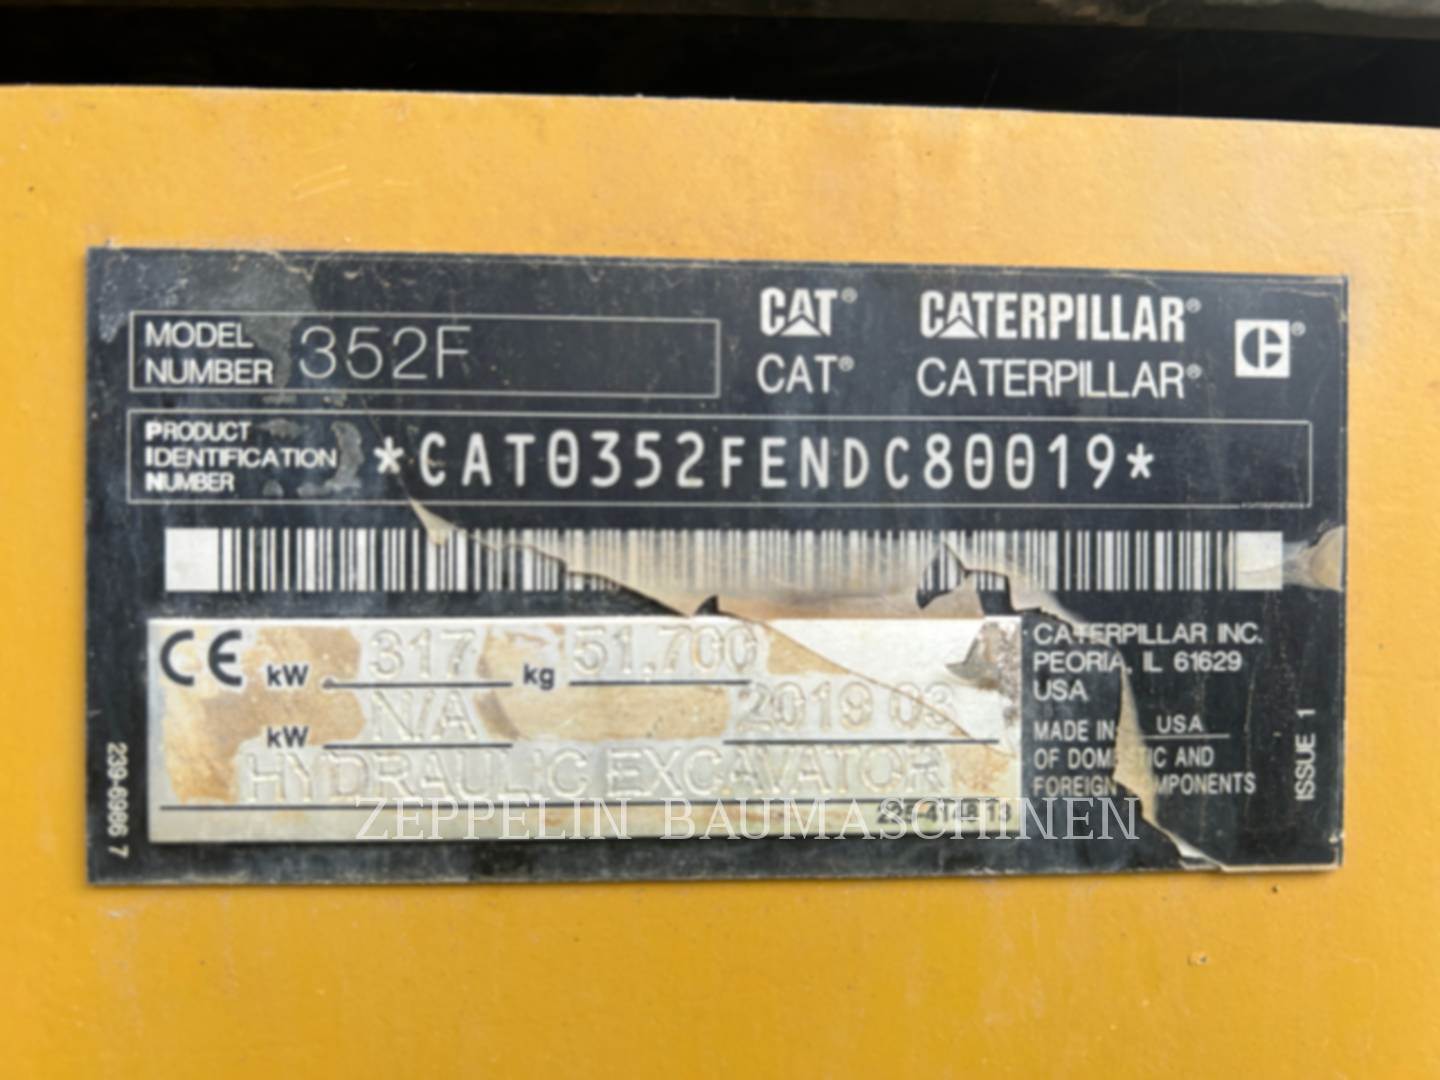 CAT® CATERPILLAR®
MODEL NUMBER 352F
CAT® CATERPILLAR®
PRODUCT IDENTIFICATION NUMBER *CAT0352FENDC80019*
CE kW 317 kg 51,700
kW N/A 2019 03
HYDRAULIC EXCAVATOR
CATERPILLAR INC.
PEORIA, IL 61629
USA
MADE IN USA
OF DOMESTIC AND
FOREIGN COMPONENTS
ISSUE 1
239-6986 7
ZEPPELIN BAUMASCHINEN